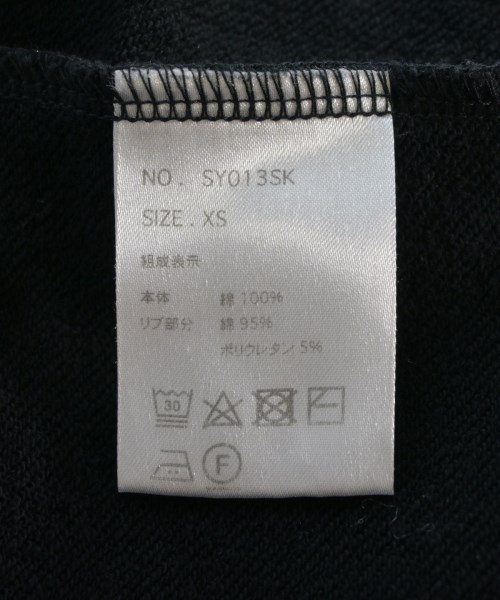 NO. SY013SK
SIZE. XS
組成表示
本体 綿 100%
リブ部分 綿 95%
ポリウレタン 5%
30
F